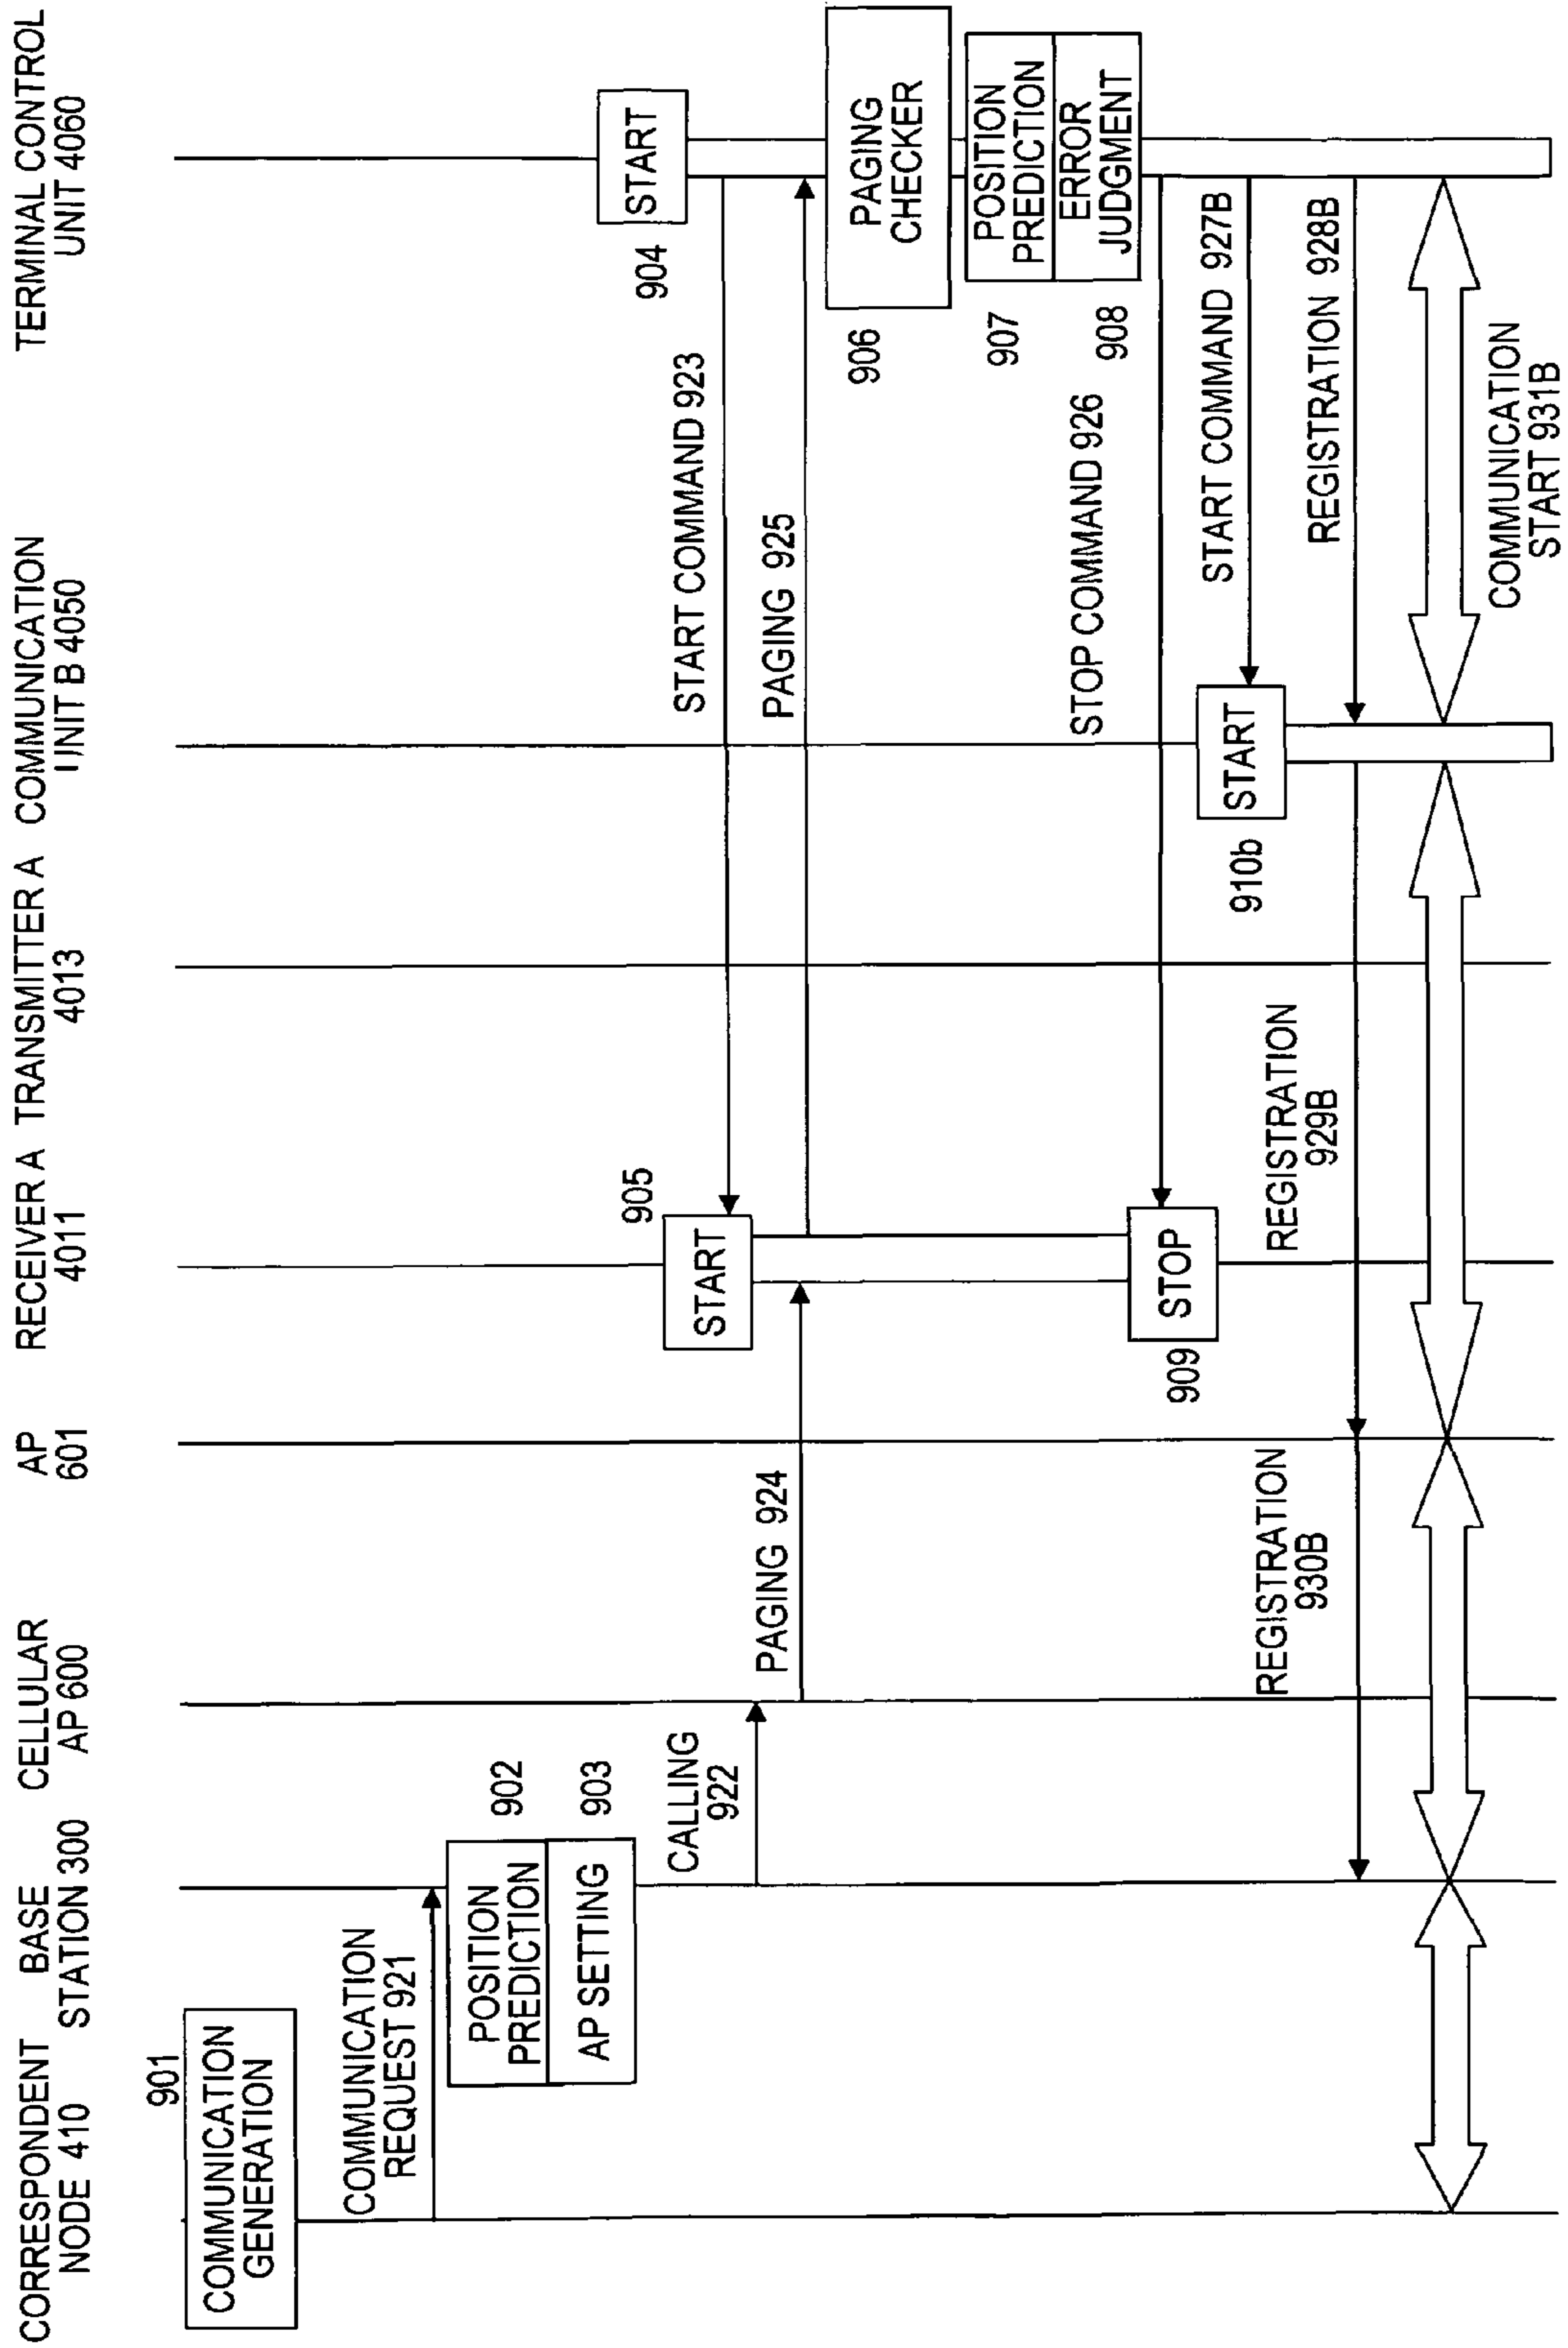 CORRESPONDENT
NODE 410
BASE
STATION 300
CELLULAR
AP 600
AP
601
RECEIVER A
4011
TRANSMITTER A
4013
COMMUNICATION
UNIT B 4050
TERMINAL CONTROL
UNIT 4060
901
COMMUNICATION
GENERATION
COMMUNICATION
REQUEST 921
POSITION
PREDICTION
902
AP SETTING
903
START
904
CALLING
922
START
905
START COMMAND 923
PAGING 924
PAGING 925
PAGING
CHECKER
906
POSITION
PREDICTION
907
ERROR
JUDGMENT
908
STOP COMMAND 926
STOP
909
START COMMAND 927B
START
910b
REGISTRATION 928B
REGISTRATION
929B
REGISTRATION
930B
COMMUNICATION
START 931B